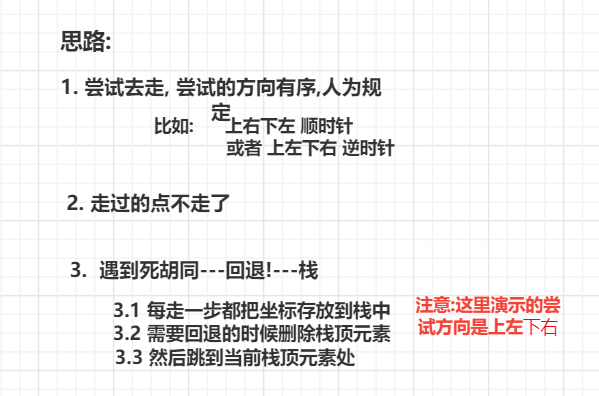 思路:
1. 尝试去走, 尝试的方向有序,人为规
定
比如: 上右下左 顺时针
或者 上左下右 逆时针
2. 走过的点不走了
3. 遇到死胡同---回退!---栈
3.1 每走一步都把坐标存放到栈中
3.2 需要回退的时候删除栈顶元素
3.3 然后跳到当前栈顶元素处
注意:这里演示的尝
试方向是上左下右